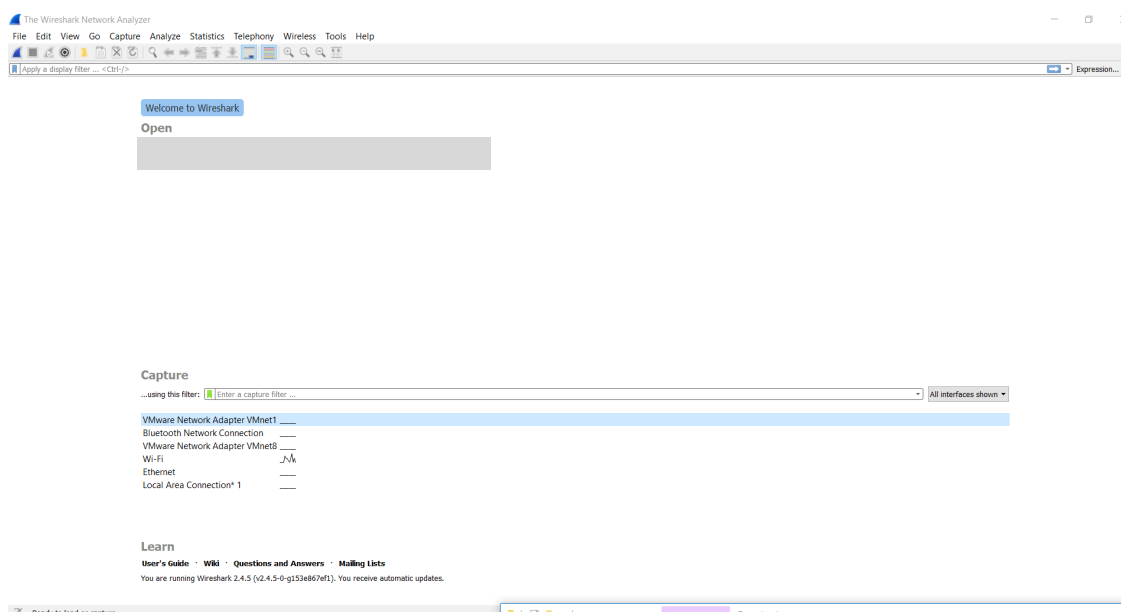 The Wireshark Network Analyzer
File Edit View Go Capture Analyze Statistics Telephony Wireless Tools Help
Apply a display filter ... <Ctrl-/> Expression...
Welcome to Wireshark
Open
Capture
...using this filter: Enter a capture filter ... All interfaces shown
VMware Network Adapter VMnet1
Bluetooth Network Connection
VMware Network Adapter VMnet8
Wi-Fi
Ethernet
Local Area Connection* 1
Learn
User's Guide · Wiki · Questions and Answers · Mailing Lists
You are running Wireshark 2.4.5 (v2.4.5-0-g153e867ef1). You receive automatic updates.